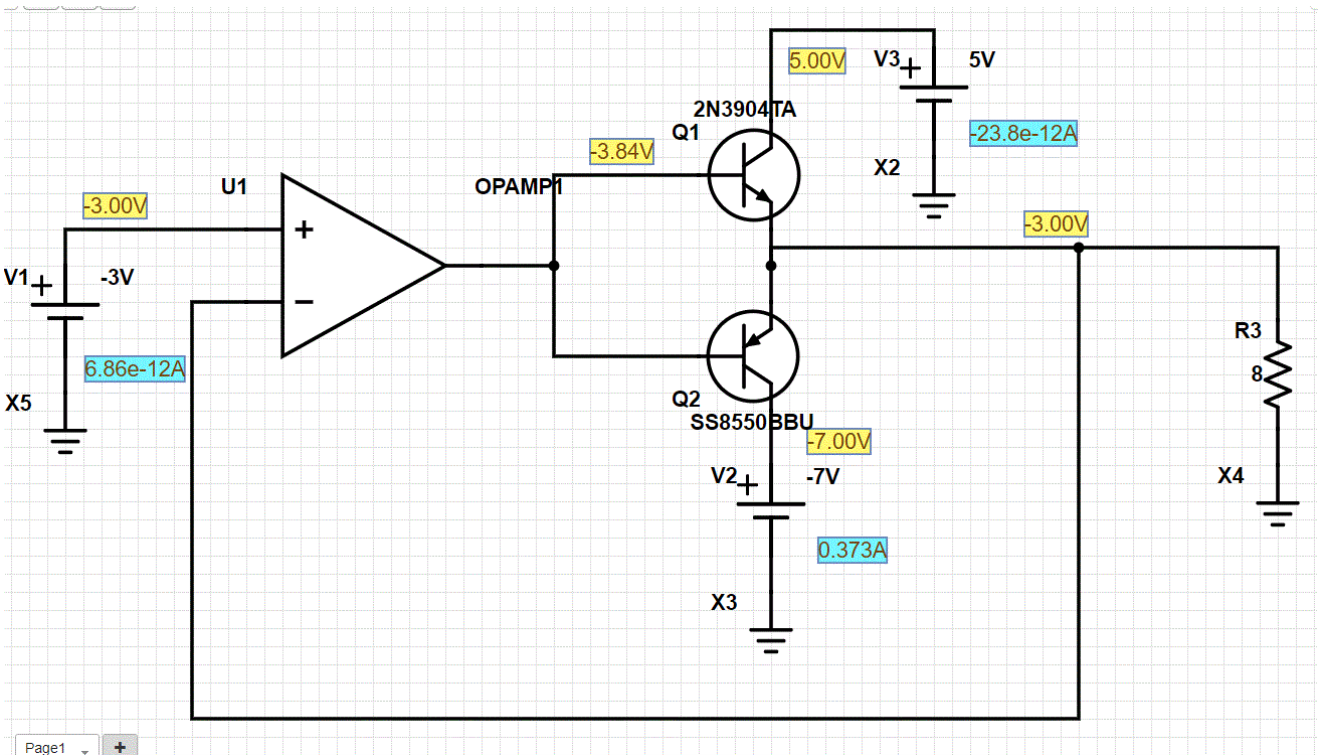 5.00V
V3
+
5V
2N3904TA
Q1
-23.8e-12A
-3.84V
X2
U1
OPAMP1
-3.00V
-3.00V
+
V1
+
-3V
−
R3
8
6.86e-12A
X5
Q2
SS8550BBU
-7.00V
V2
+
-7V
X4
0.373A
X3
Page1
+